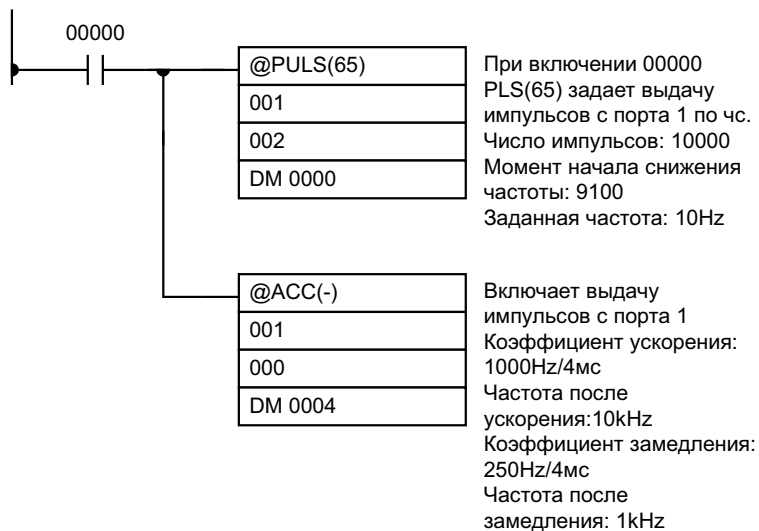 00000
@PULS(65)
001
002
DM 0000
При включении 00000
PLS(65) задает выдачу
импульсов с порта 1 по чс.
Число импульсов: 10000
Момент начала снижения
частоты: 9100
Заданная частота: 10Hz
@ACC(-)
001
000
DM 0004
Включает выдачу
импульсов с порта 1
Коэффициент ускорения:
1000Hz/4мс
Частота после
ускорения:10kHz
Коэффициент замедления:
250Hz/4мс
Частота после
замедления: 1kHz